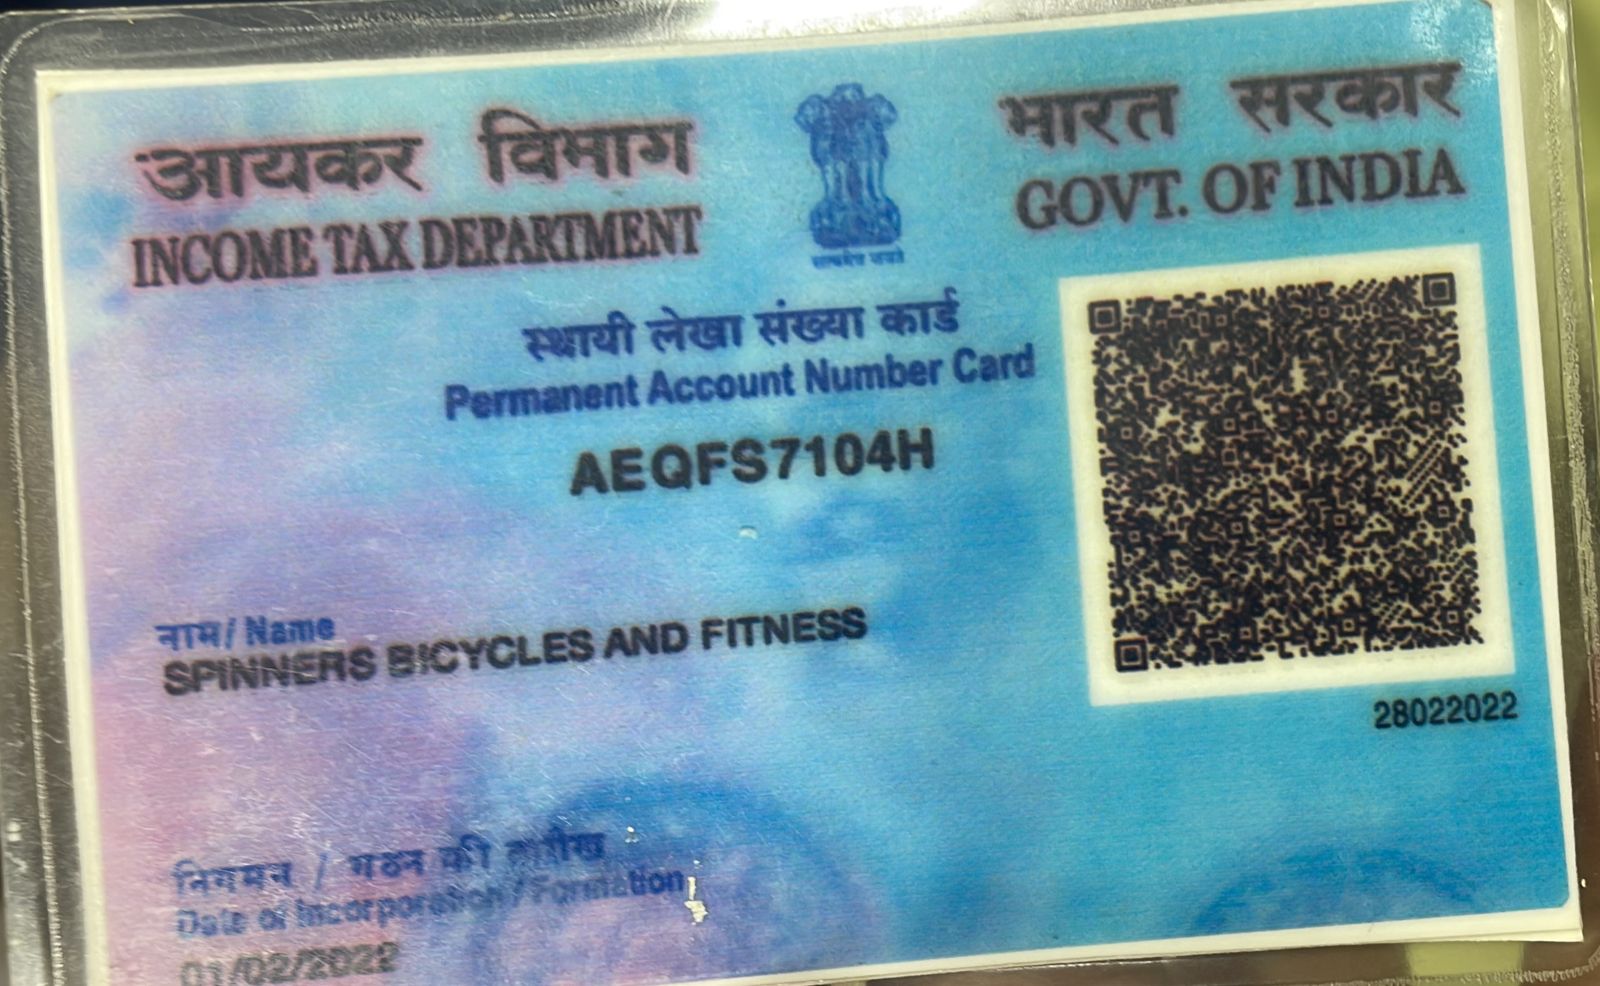 आयकर विभाग
INCOME TAX DEPARTMENT
सत्यमेव जयते
भारत सरकार
GOVT. OF INDIA
स्थायी लेखा संख्या कार्ड
Permanent Account Number Card
AEQFS7104H
नाम/ Name
SPINNERS BICYCLES AND FITNESS
28022022
निगमन / गठन की तारीख
Date of Incorporation / Formation
01/02/2022